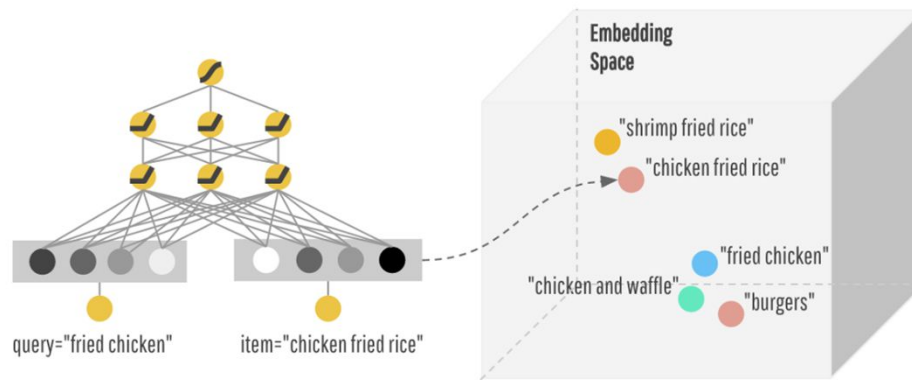 Embedding
Space
"shrimp fried rice"
"chicken fried rice"
"fried chicken"
"chicken and waffle"
"burgers"
query="fried chicken"
item="chicken fried rice"